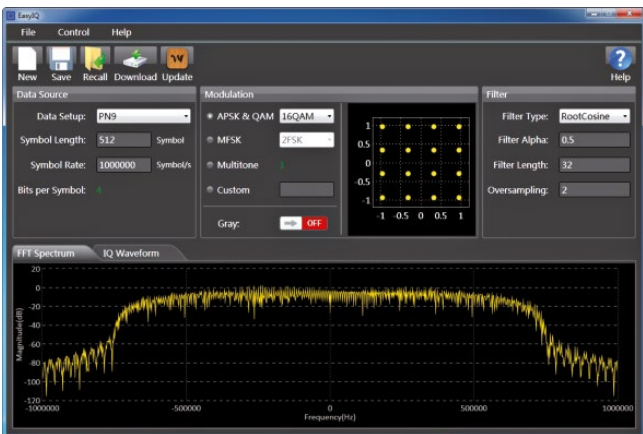 EasyIQ
File Control Help
New Save Recall Download Update Help
Data Source
Data Setup: PN9
Symbol Length: 512 Symbol
Symbol Rate: 1000000 Symbol/s
Bits per Symbol: 4
Modulation
APSK & QAM 16QAM
MFSK 2FSK
Multitone 1
Custom
Gray: OFF
1
0.5
0
-0.5
-1
-1 -0.5 0 0.5 1
Filter
Filter Type: RootCosine
Filter Alpha: 0.5
Filter Length: 32
Oversampling: 2
FFT Spectrum IQ Waveform
Magnitude(dB)
20
0
-20
-40
-60
-80
-100
-120
-1000000 -500000 0 500000 1000000
Frequency(Hz)